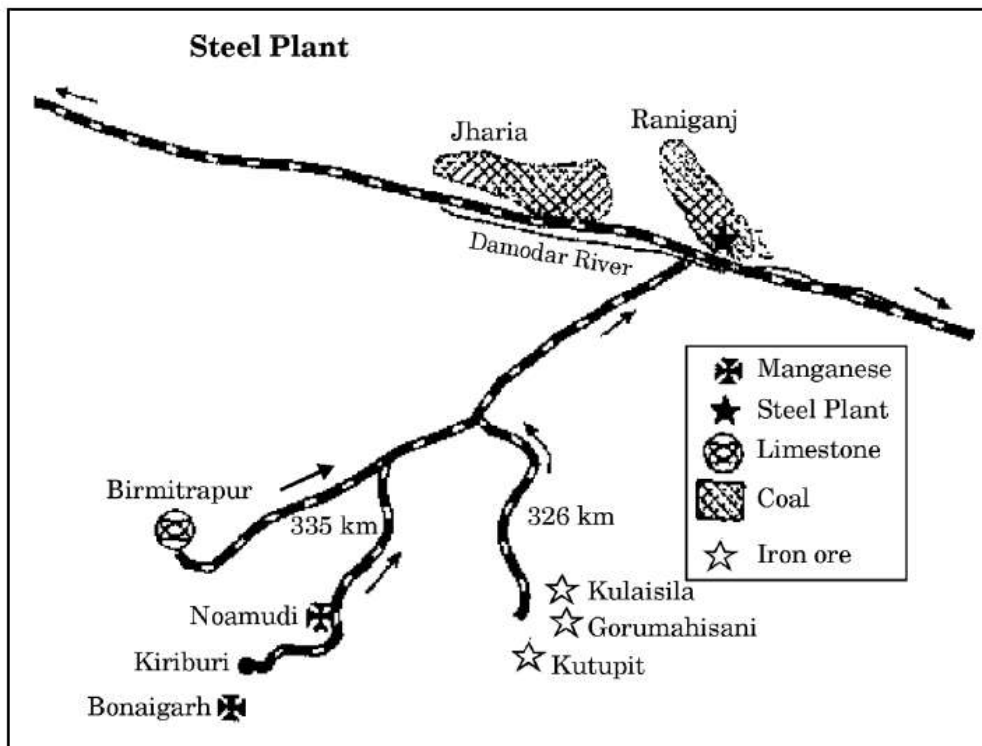 Steel Plant
Raniganj
Jharia
Damodar River
Manganese
Steel Plant
Limestone
Coal
Iron ore
Birmitrapur
335 km
326 km
Kulaisila
Noamudi
Gorumahisani
Kiriburi
Kutupit
Bonaigarh